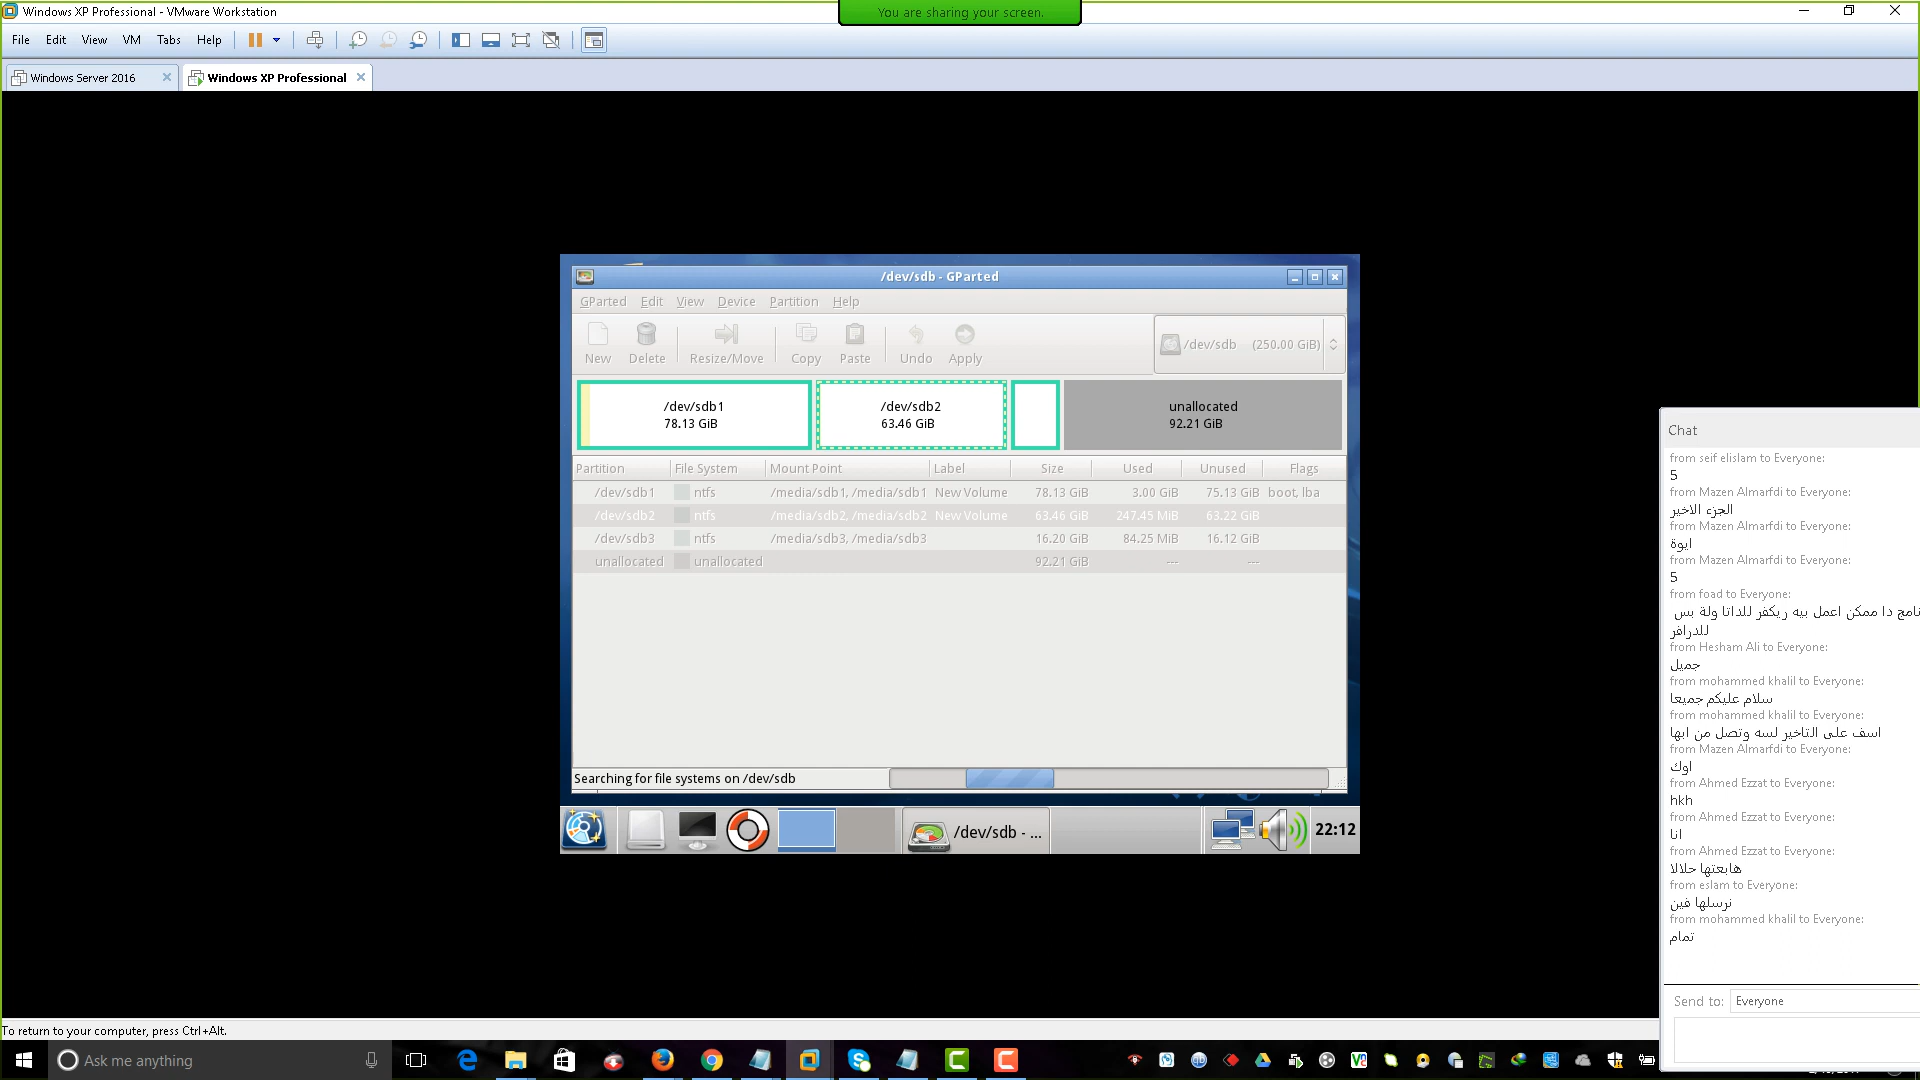 Windows XP Professional - VMware Workstation
You are sharing your screen.
File Edit View VM Tabs Help
Windows Server 2016
Windows XP Professional
/dev/sdb - GParted
GParted Edit View Device Partition Help
New Delete Resize/Move Copy Paste Undo Apply
/dev/sdb (250.00 GiB)
/dev/sdb1
78.13 GiB
/dev/sdb2
63.46 GiB
unallocated
92.21 GiB
Partition File System Mount Point Label Size Used Unused Flags
/dev/sdb1 ntfs /media/sdb1, /media/sdb1 New Volume 78.13 GiB 3.00 GiB 75.13 GiB boot, lba
/dev/sdb2 ntfs /media/sdb2, /media/sdb2 New Volume 63.46 GiB 247.45 MiB 63.22 GiB
/dev/sdb3 ntfs /media/sdb3, /media/sdb3 16.20 GiB 84.25 MiB 16.12 GiB
unallocated unallocated 92.21 GiB --- ---
Searching for file systems on /dev/sdb
/dev/sdb - ...
22:12
Chat
from seif elislam to Everyone:
5
from Mazen Almarfdi to Everyone:
الجزء الاخير
from Mazen Almarfdi to Everyone:
ايوة
from Mazen Almarfdi to Everyone:
5
from foad to Everyone:
نامج دا ممكن اعمل بيه ريكفر للداتا ولة بس
للدرافر
from Hesham Ali to Everyone:
جميل
from mohammed khalil to Everyone:
سلام عليكم جميعا
from mohammed khalil to Everyone:
اسف على التاخير لسه وتصل من ابها
from Mazen Almarfdi to Everyone:
اوك
from Ahmed Ezzat to Everyone:
hkh
from Ahmed Ezzat to Everyone:
انا
from Ahmed Ezzat to Everyone:
هابعتها حلالا
from eslam to Everyone:
نرسلها فين
from mohammed khalil to Everyone:
تمام
Send to: Everyone
To return to your computer, press Ctrl+Alt.
Ask me anything